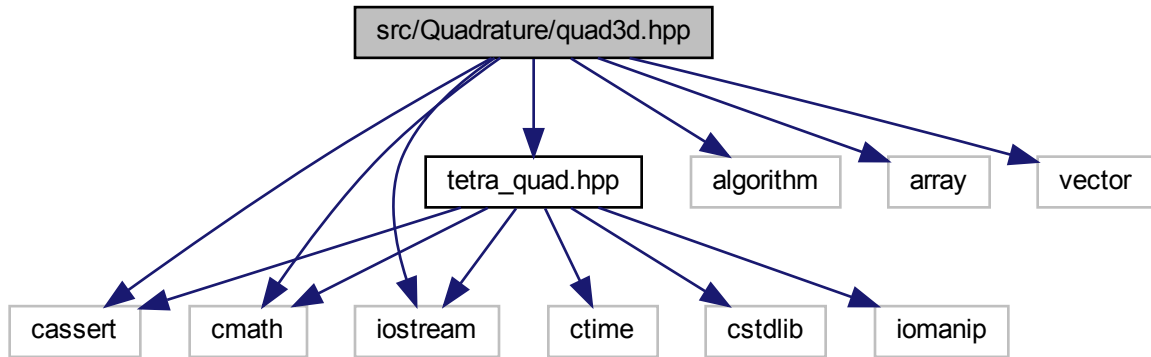 src/Quadrature/quad3d.hpp
tetra_quad.hpp
algorithm
array
vector
cassert
cmath
iostream
ctime
cstdlib
iomanip